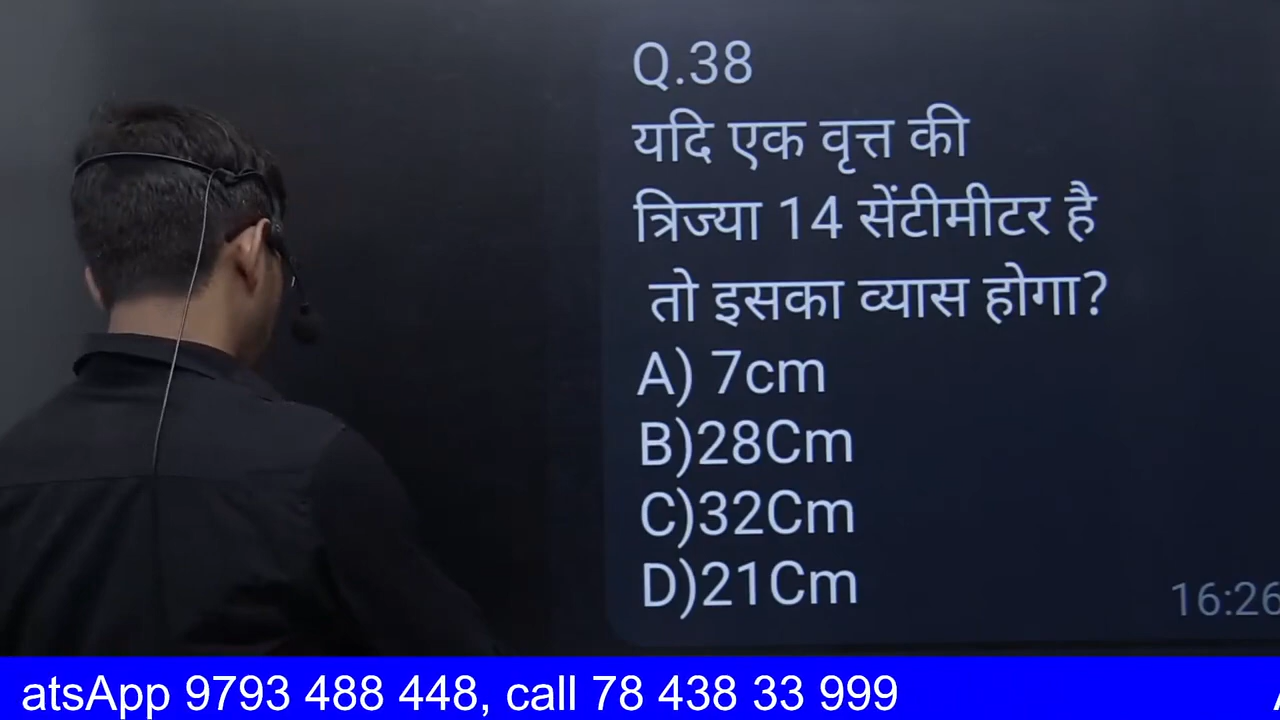 Q.38
यदि एक वृत्त की
त्रिज्या 14 सेंटीमीटर है
तो इसका व्यास होगा?
A) 7cm
B)28Cm
C)32Cm
D)21Cm
16:26
atsApp 9793 488 448, call 78 438 33 999